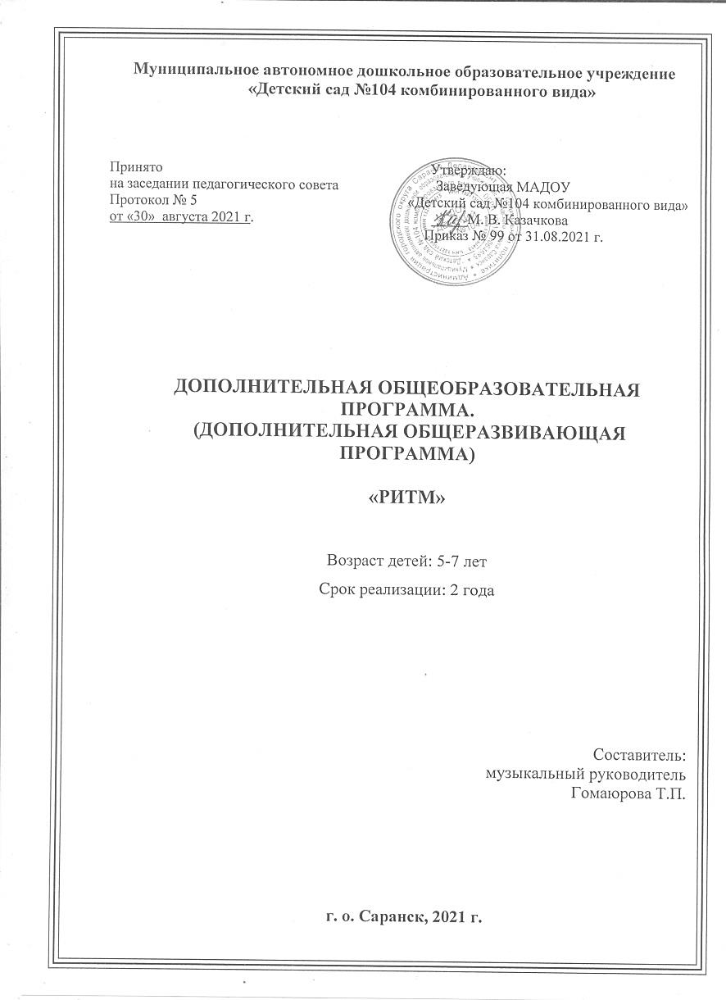 Муниципальное автономное дошкольное образовательное учреждение
«Детский сад №104 комбинированного вида»
Принято
на заседании педагогического совета
Протокол № 5
от «30» августа 2021 г.
Утверждаю:
Заведующая МАДОУ
«Детский сад №104 комбинированного вида»
М. В. Казачкова
Приказ № 99 от 31.08.2021 г.
ДОПОЛНИТЕЛЬНАЯ ОБЩЕОБРАЗОВАТЕЛЬНАЯ
ПРОГРАММА.
(ДОПОЛНИТЕЛЬНАЯ ОБЩЕРАЗВИВАЮЩАЯ
ПРОГРАММА)
«РИТМ»
Возраст детей: 5-7 лет
Срок реализации: 2 года
Составитель:
музыкальный руководитель
Гомаюрова Т.П.
г. о. Саранск, 2021 г.